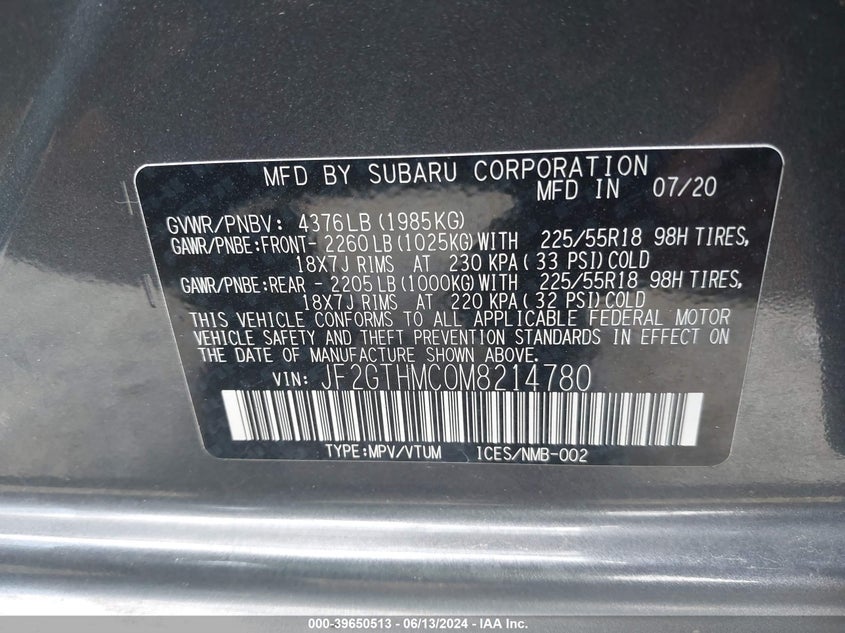 MFD BY SUBARU CORPORATION
MFD IN 07/20
GVWR/PNBV: 4376LB (1985KG)
GAWR/PNBE:FRONT- 2260 LB (1025KG) WITH 225/55R18 98H TIRES,
18X7J RIMS AT 230 KPA ( 33 PSI) COLD
GAWR/PNBE:REAR - 2205 LB (1000KG) WITH 225/55R18 98H TIRES,
18X7J RIMS AT 220 KPA ( 32 PSI) COLD
THIS VEHICLE CONFORMS TO ALL APPLICABLE FEDERAL MOTOR
VEHICLE SAFETY AND THEFT PREVENTION STANDARDS IN EFFECT ON
THE DATE OF MANUFACTURE SHOWN ABOVE.
VIN: JF2GTHMC0M8214780
TYPE:MPV/VTUM ICES/NMB-002
000-39650513 - 06/13/2024 - IAA Inc.